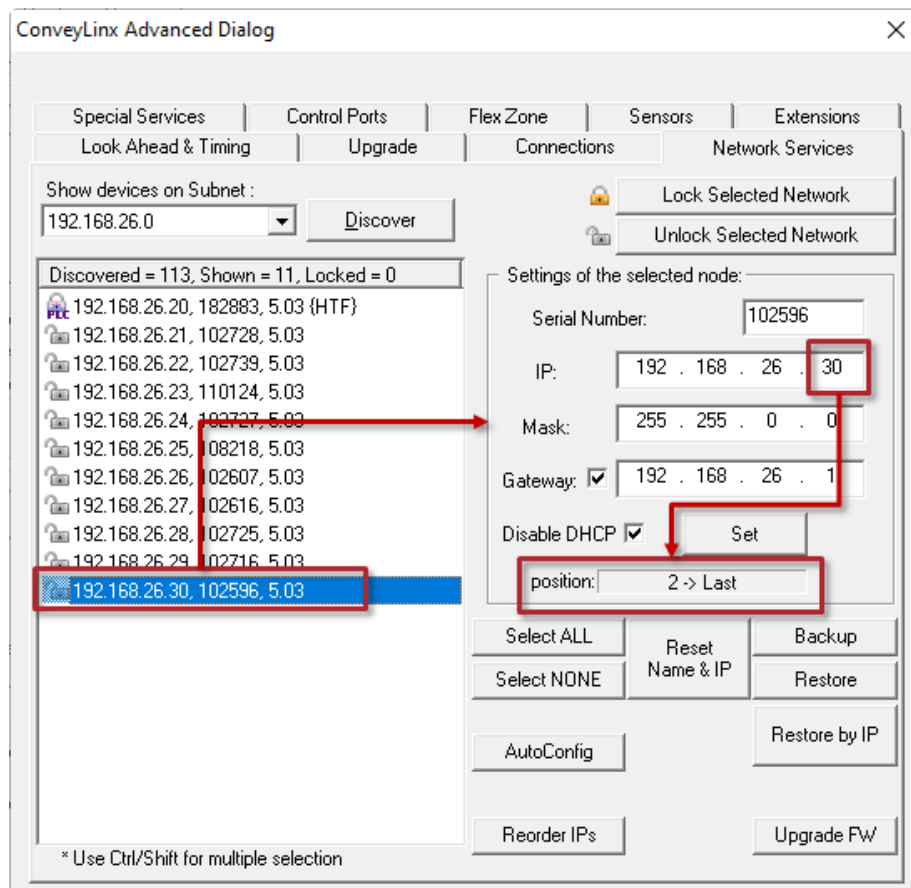 ConveyLinx Advanced Dialog
Special Services
Control Ports
Flex Zone
Sensors
Extensions
Look Ahead & Timing
Upgrade
Connections
Network Services
Show devices on Subnet :
192.168.26.0
Discover
Lock Selected Network
Unlock Selected Network
Discovered = 113, Shown = 11, Locked = 0
PLC 192.168.26.20, 182883, 5.03 {HTF}
192.168.26.21, 102728, 5.03
192.168.26.22, 102739, 5.03
192.168.26.23, 110124, 5.03
192.168.26.24, 102727, 5.03
192.168.26.25, 108218, 5.03
192.168.26.26, 102607, 5.03
192.168.26.27, 102616, 5.03
192.168.26.28, 102725, 5.03
192.168.26.29, 102716, 5.03
192.168.26.30, 102596, 5.03
* Use Ctrl/Shift for multiple selection
Settings of the selected node:
Serial Number: 102596
IP: 192 . 168 . 26 . 30
Mask: 255 . 255 . 0 . 0
Gateway: 192 . 168 . 26 . 1
Disable DHCP
Set
position: 2 -> Last
Select ALL
Reset
Name & IP
Backup
Select NONE
Restore
AutoConfig
Restore by IP
Reorder IPs
Upgrade FW